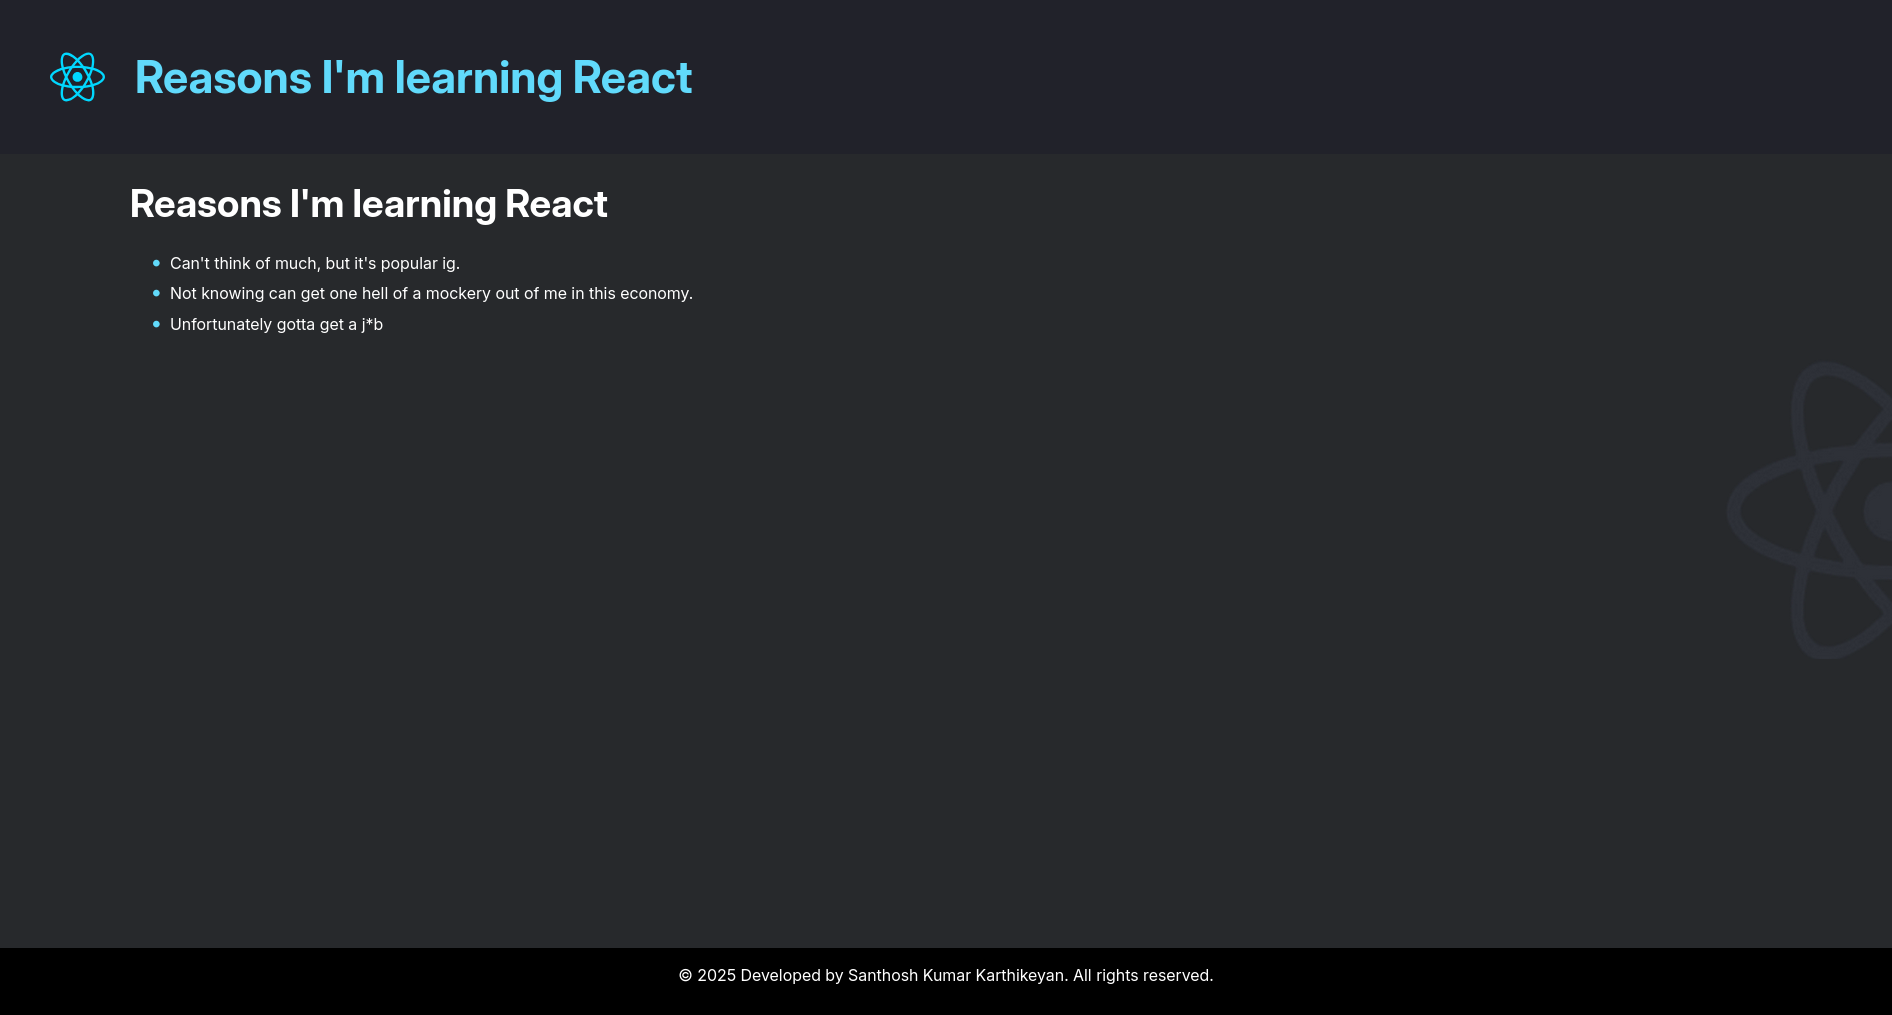 Reasons I'm learning React
Reasons I'm learning React
Can't think of much, but it's popular ig.
Not knowing can get one hell of a mockery out of me in this economy.
Unfortunately gotta get a j*b
© 2025 Developed by Santhosh Kumar Karthikeyan. All rights reserved.